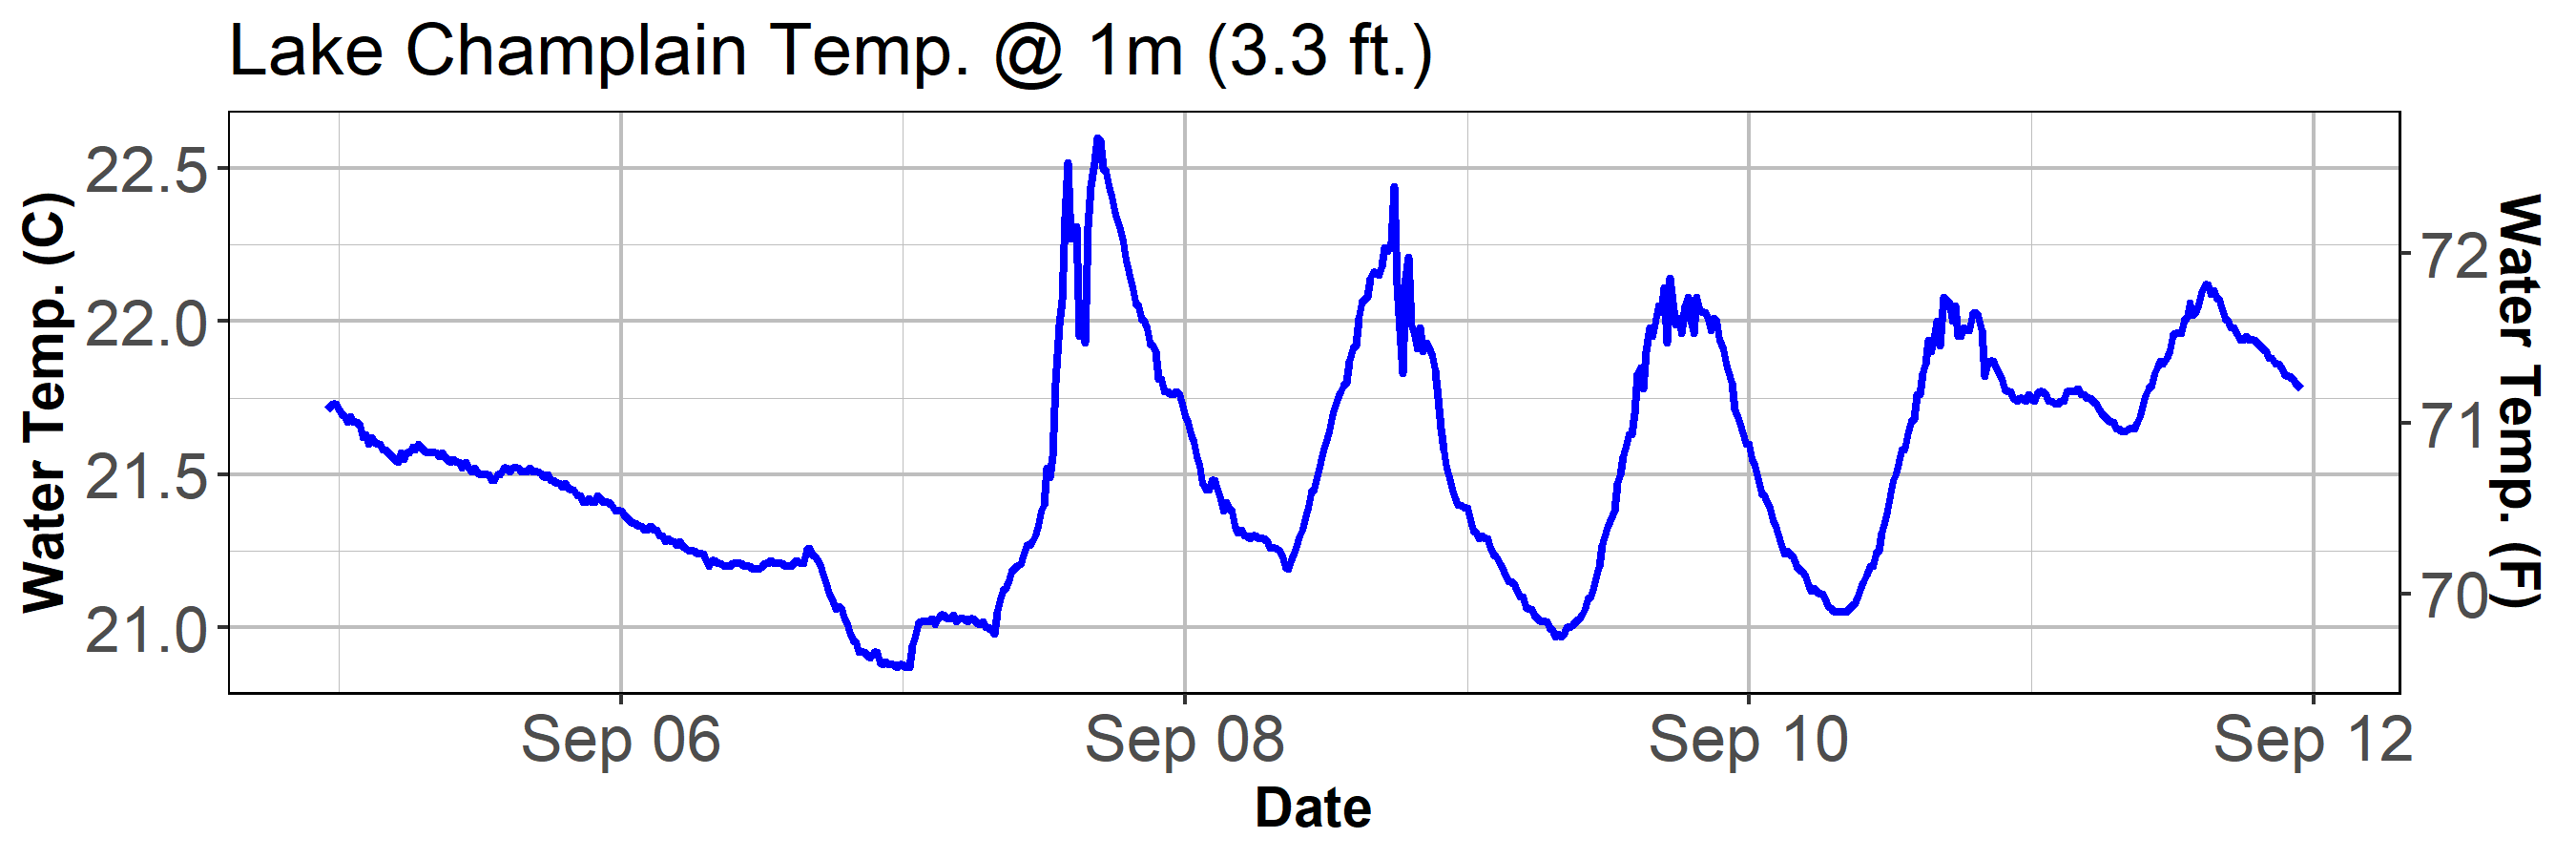 Lake Champlain Temp. @ 1m (3.3 ft.)
Water Temp. (C)
22.5
22.0
21.5
21.0
72
71
70
Water Temp. (F)
Sep 06 Sep 08 Sep 10 Sep 12
Date